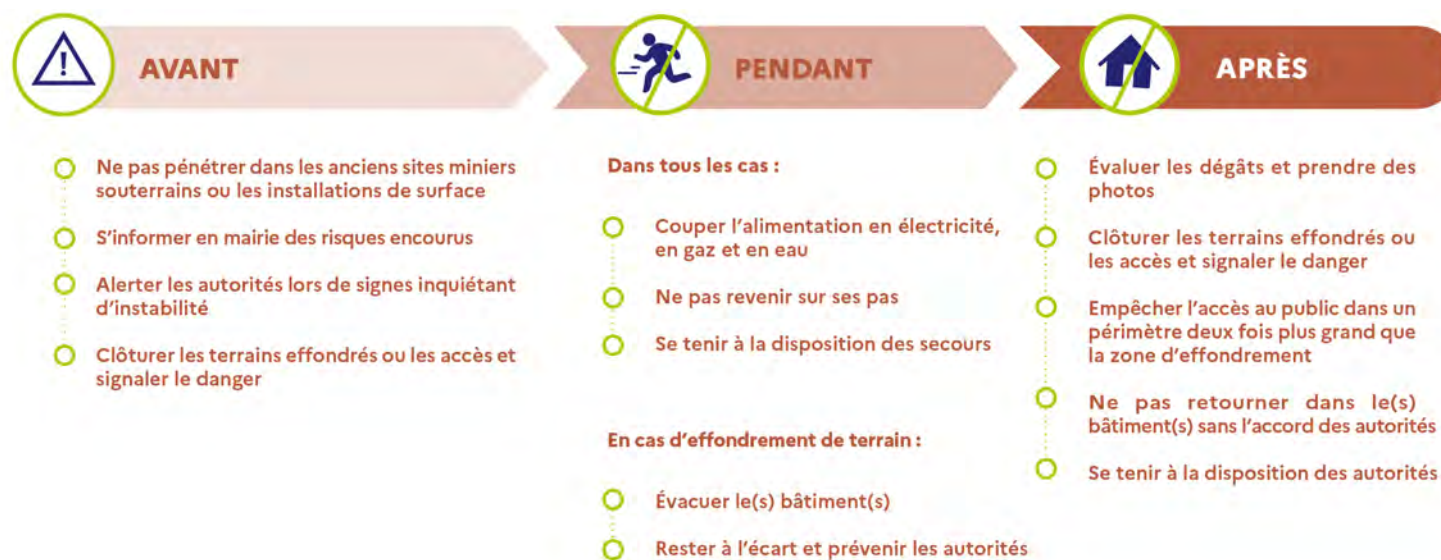 AVANT
Ne pas pénétrer dans les anciens sites miniers
souterrains ou les installations de surface
S'informer en mairie des risques encourus
Alerter les autorités lors de signes inquiétant
d'instabilité
Clôturer les terrains effondrés ou les accès et
signaler le danger
PENDANT
Dans tous les cas :
Couper l'alimentation en électricité,
en gaz et en eau
Ne pas revenir sur ses pas
Se tenir à la disposition des secours
En cas d'effondrement de terrain :
Évacuer le(s) bâtiment(s)
Rester à l'écart et prévenir les autorités
APRÈS
Évaluer les dégâts et prendre des
photos
Clôturer les terrains effondrés ou
les accès et signaler le danger
Empêcher l'accès au public dans un
périmètre deux fois plus grand que
la zone d'effondrement
Ne pas retourner dans le(s)
bâtiment(s) sans l'accord des autorités
Se tenir à la disposition des autorités